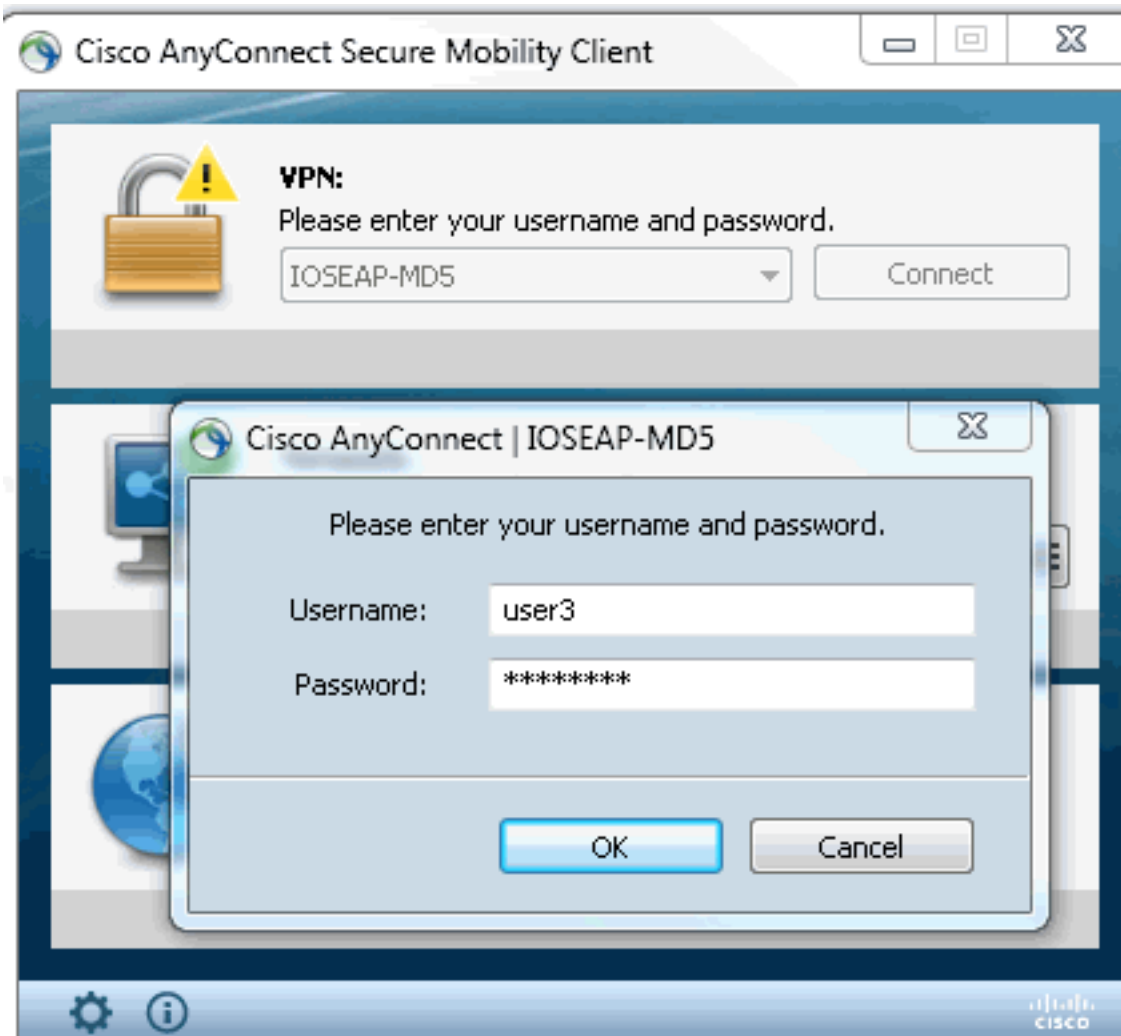 Cisco AnyConnect Secure Mobility Client
VPN:
Please enter your username and password.
IOSEAP-MD5
Connect
Cisco AnyConnect | IOSEAP-MD5
Please enter your username and password.
Username:
user3
Password:
********
OK
Cancel
CISCO